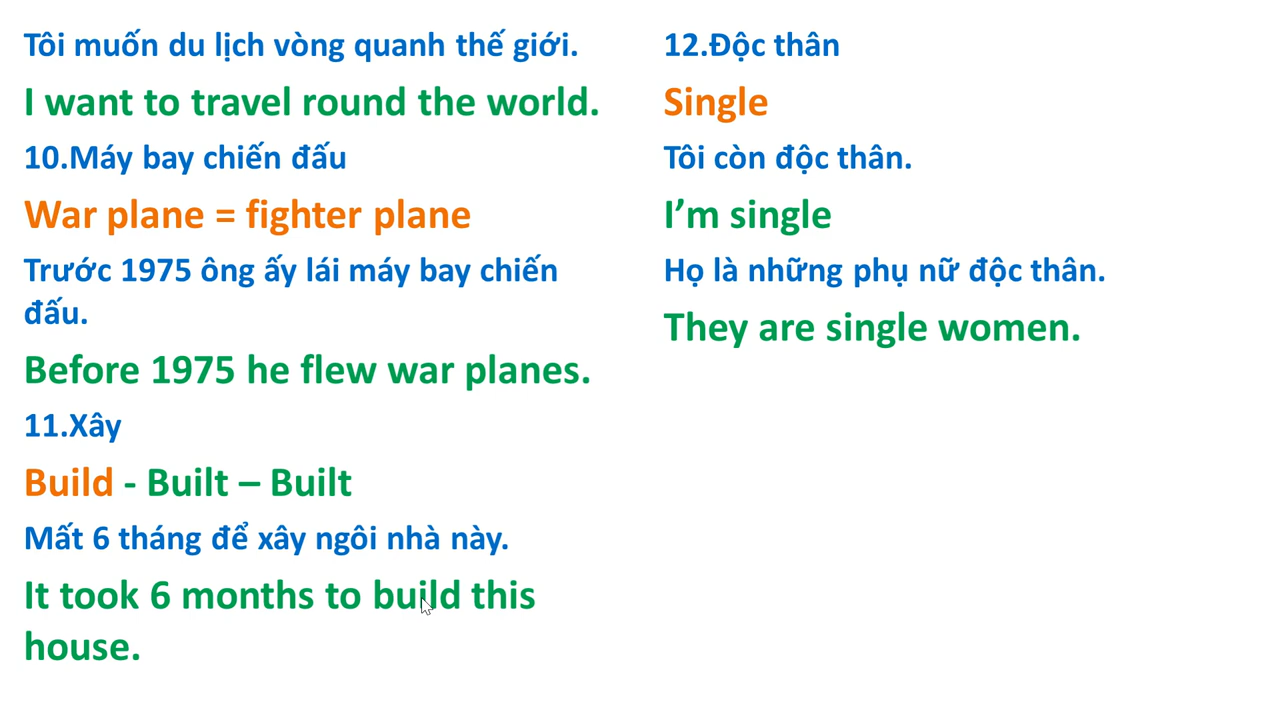 Tôi muốn du lịch vòng quanh thế giới.
I want to travel round the world.
10.Máy bay chiến đấu
War plane = fighter plane
Trước 1975 ông ấy lái máy bay chiến
đấu.
Before 1975 he flew war planes.
11.Xây
Build - Built – Built
Mất 6 tháng để xây ngôi nhà này.
It took 6 months to build this
house.
12.Độc thân
Single
Tôi còn độc thân.
I’m single
Họ là những phụ nữ độc thân.
They are single women.